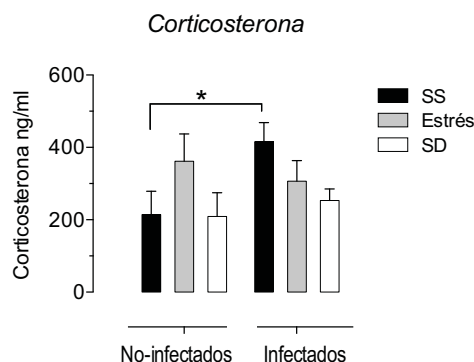 Corticosterona
Corticosterona ng/ml
600
400
200
0
*
SS
Estrés
SD
No-infectados
Infectados